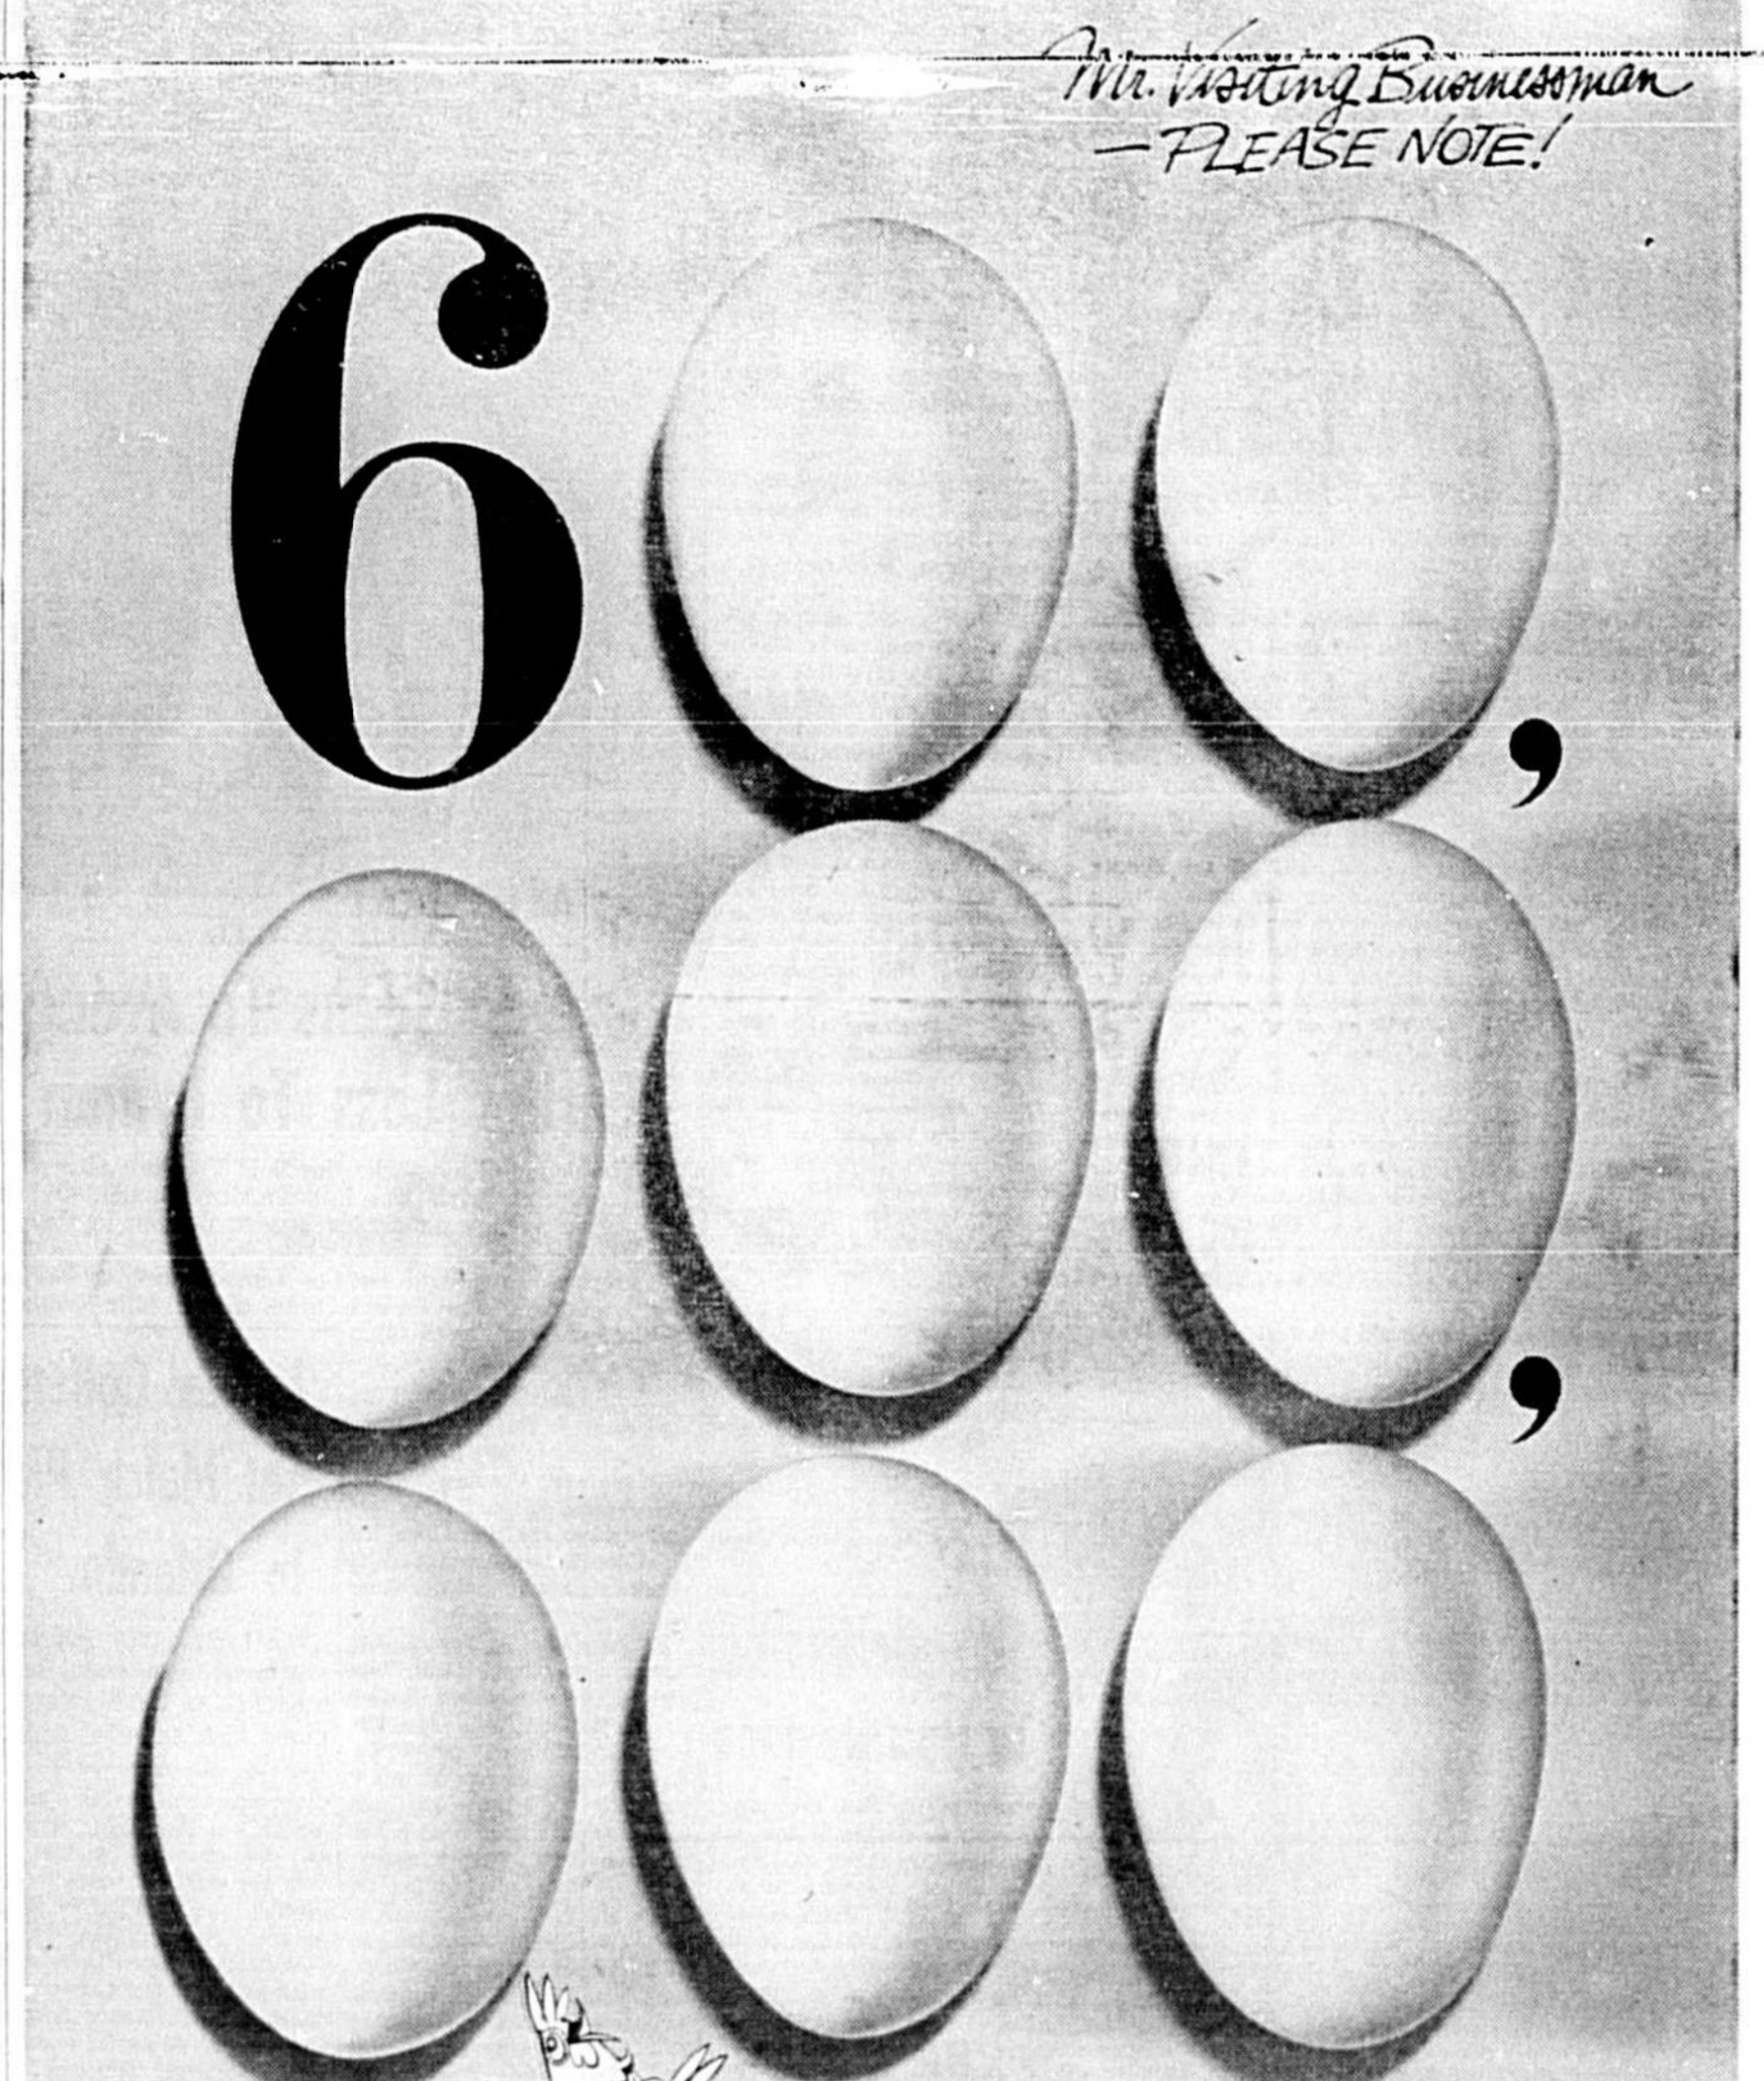 Mr. Visiting Businessman
— PLEASE NOTE!
6 ,
,